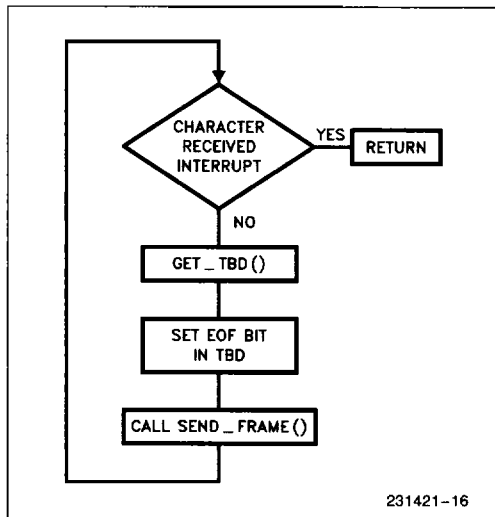 CHARACTER
RECEIVED
INTERRUPT
YES
RETURN
NO
GET_TBD()
SET EOF BIT
IN TBD
CALL SEND_FRAME()
231421-16